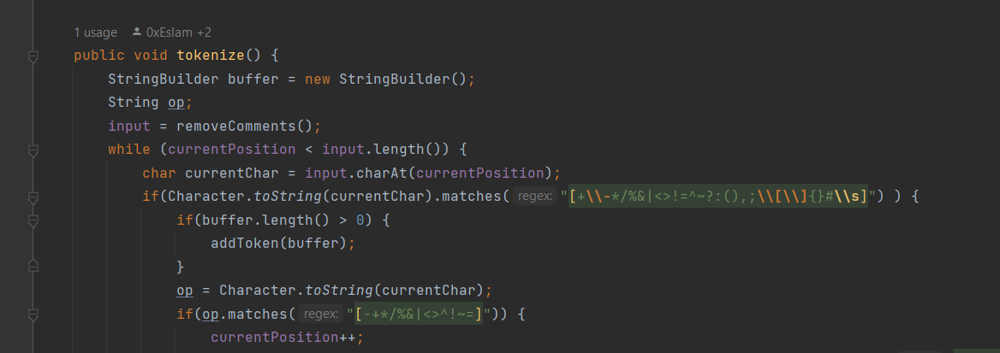 1 usage 0xEslam +2
public void tokenize() {
StringBuilder buffer = new StringBuilder();
String op;
input = removeComments();
while (currentPosition < input.length()) {
char currentChar = input.charAt(currentPosition);
if(Character.toString(currentChar).matches( regex: "[+\\-*/%&|<>!=^~?:(),;\\[\\]{}#\\s]") ) {
if(buffer.length() > 0) {
addToken(buffer);
}
op = Character.toString(currentChar);
if(op.matches( regex: "[-+*/%&|<>^!~=]")) {
currentPosition++;